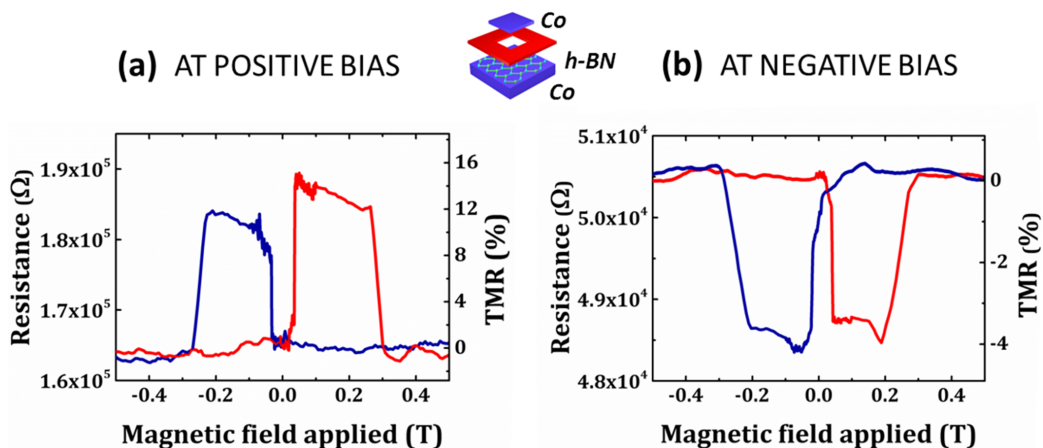 (a) AT POSITIVE BIAS
Co
h-BN
Co
(b) AT NEGATIVE BIAS
Resistance (Ω)
1.9x10⁵
1.8x10⁵
1.7x10⁵
1.6x10⁵
16
12
8
4
0
TMR (%)
-0.4 -0.2 0.0 0.2 0.4
Magnetic field applied (T)
Resistance (Ω)
5.1x10⁴
5.0x10⁴
4.9x10⁴
4.8x10⁴
0
-2
-4
TMR (%)
-0.4 -0.2 0.0 0.2 0.4
Magnetic field applied (T)